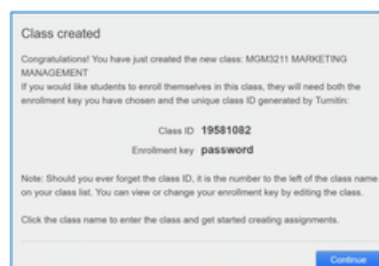 Class created
Congratulations! You have just created the new class: MGM3211 MARKETING
MANAGEMENT
If you would like students to enroll themselves in this class, they will need both the
enrollment key you have chosen and the unique class ID generated by Turnitin:
Class ID 19581082
Enrollment key password
Note: Should you ever forget the class ID, it is the number to the left of the class name
on your class list. You can view or change your enrollment key by editing the class.
Click the class name to enter the class and get started creating assignments.
Continue